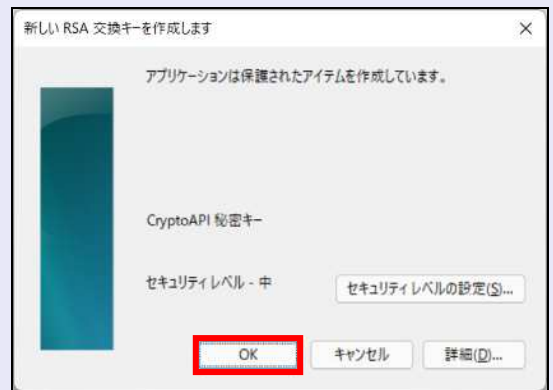 新しい RSA 交換キーを作成します
アプリケーションは保護されたアイテムを作成しています。
CryptoAPI 秘密キー
セキュリティ レベル - 中
セキュリティ レベルの設定(S)...
OK
キャンセル
詳細(D)...